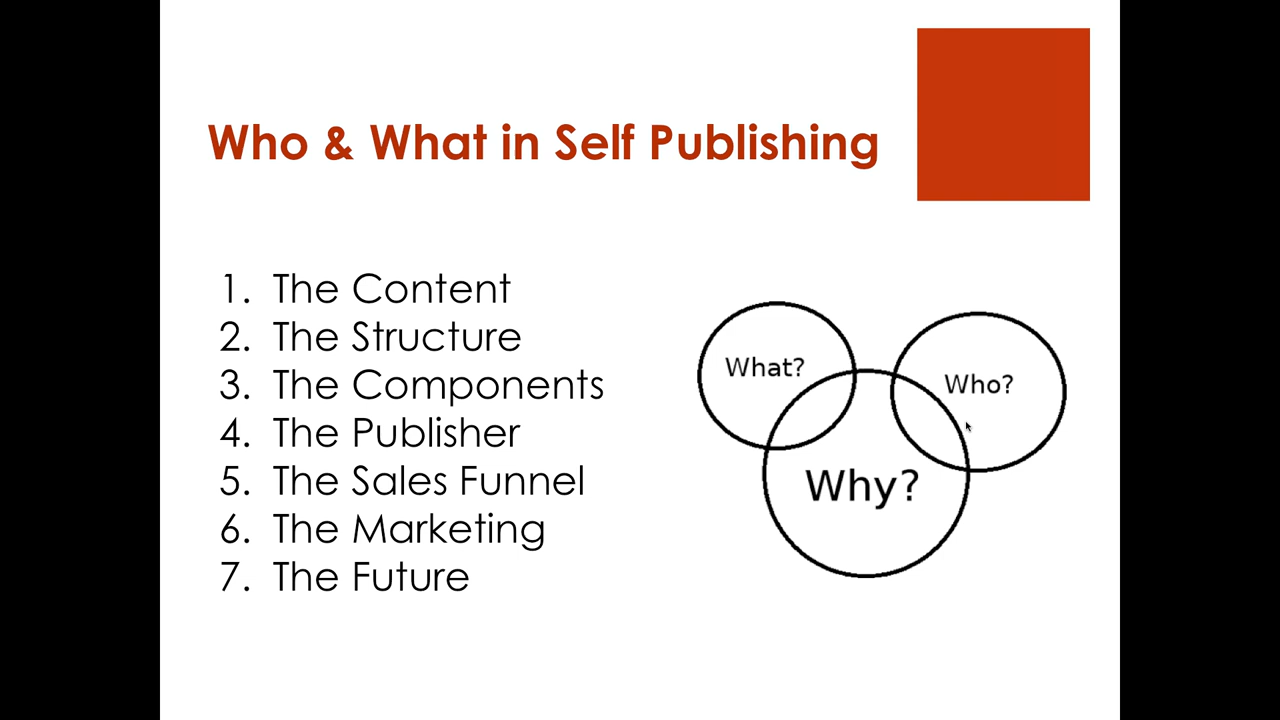 Who & What in Self Publishing
1. The Content
2. The Structure
3. The Components
4. The Publisher
5. The Sales Funnel
6. The Marketing
7. The Future
What?
Who?
Why?